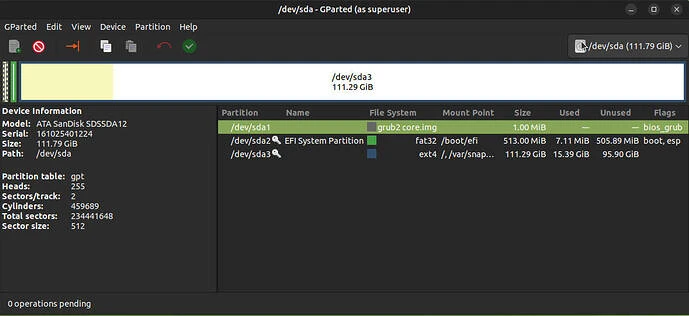 /dev/sda - GParted (as superuser)
GParted Edit View Device Partition Help
/dev/sda (111.79 GiB)
/dev/sda3
111.29 GiB
Device Information
Model: ATA SanDisk SDSSDA12
Serial: 161025401224
Size: 111.79 GiB
Path: /dev/sda
Partition table: gpt
Heads: 255
Sectors/track: 2
Cylinders: 459689
Total sectors: 234441648
Sector size: 512
Partition Name File System Mount Point Size Used Unused Flags
/dev/sda1 grub2 core.img 1.00 MiB — — bios_grub
/dev/sda2 EFI System Partition fat32 /boot/efi 513.00 MiB 7.11 MiB 505.89 MiB boot, esp
/dev/sda3 ext4 /, /var/snap... 111.29 GiB 15.39 GiB 95.90 GiB
0 operations pending